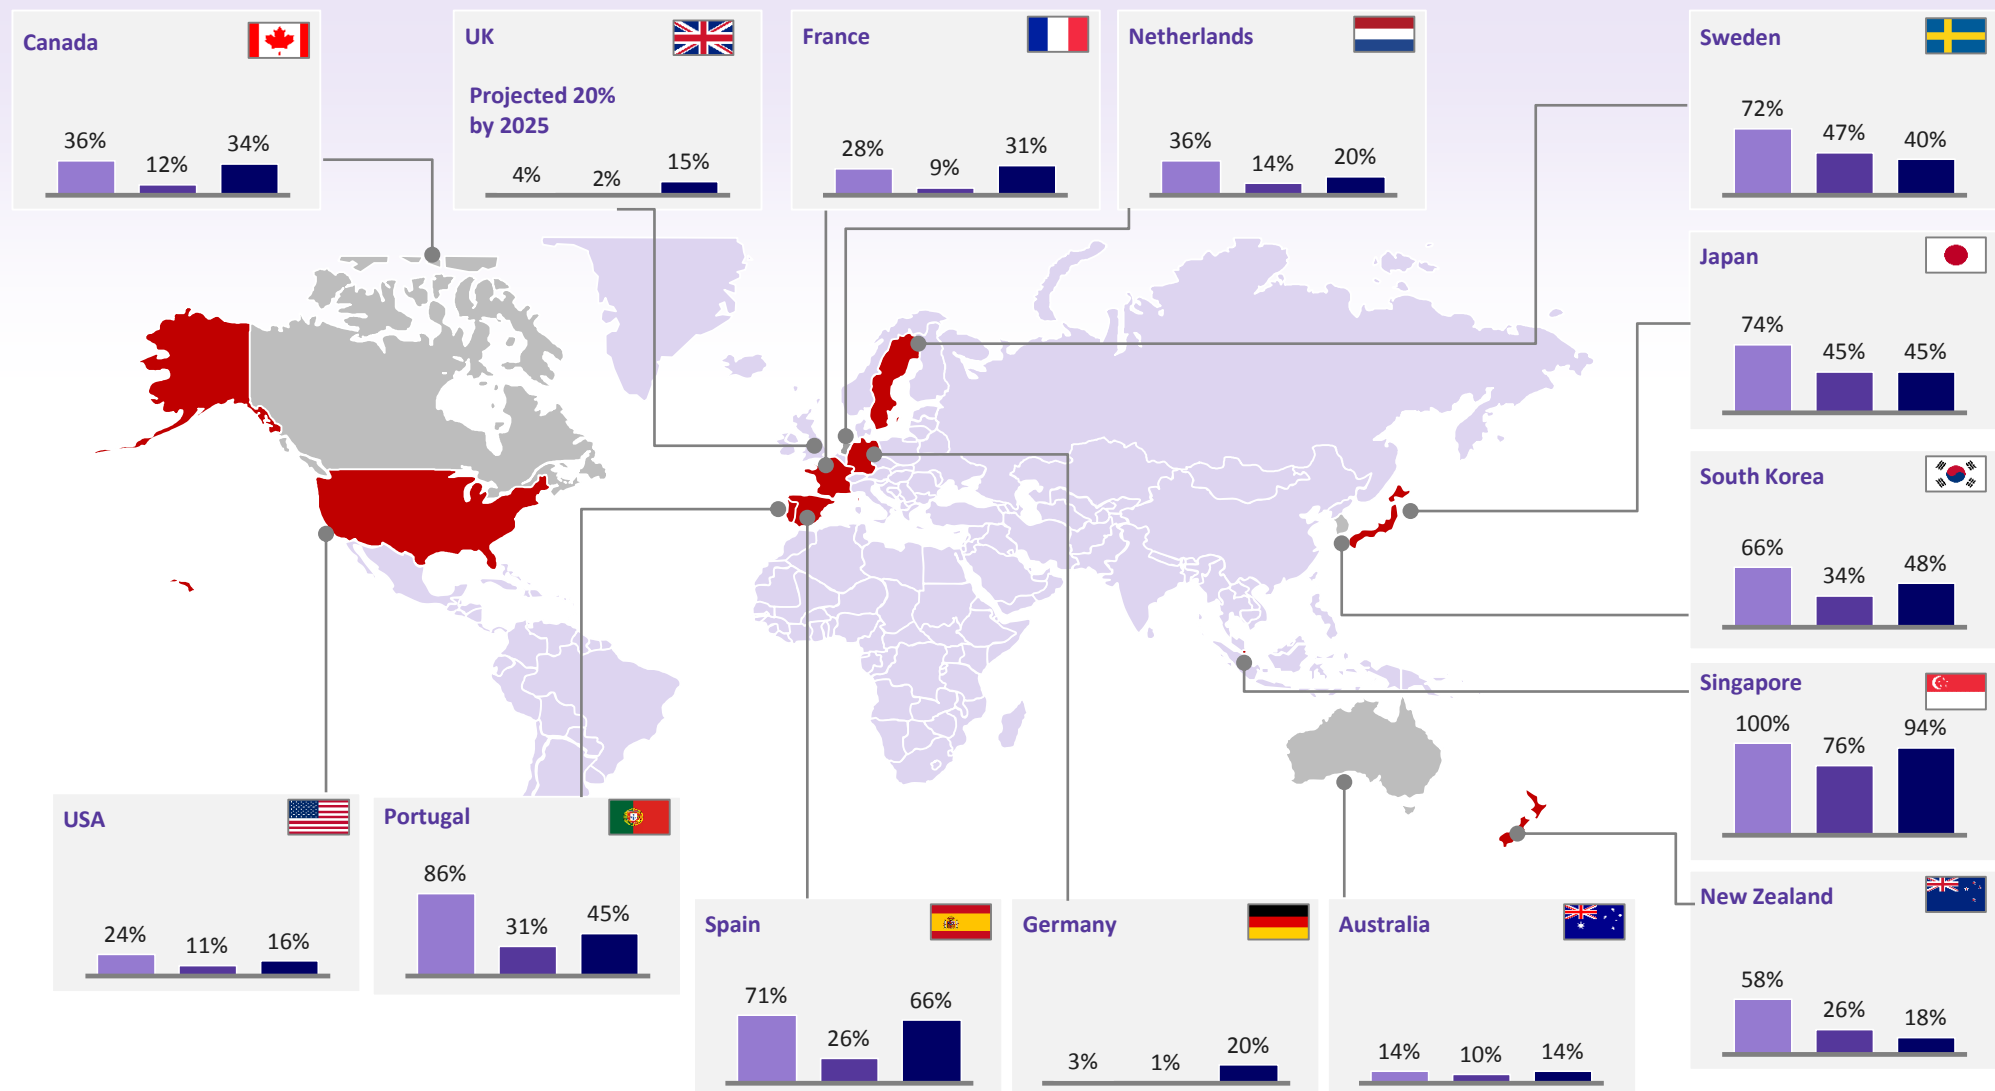 Canada
36%
12%
34%
UK
Projected 20%
by 2025
4%
2%
15%
France
28%
9%
31%
Netherlands
36%
14%
20%
Sweden
72%
47%
40%
Japan
74%
45%
45%
South Korea
66%
34%
48%
Singapore
100%
76%
94%
New Zealand
58%
26%
18%
USA
24%
11%
16%
Portugal
86%
31%
45%
Spain
71%
26%
66%
Germany
3%
1%
20%
Australia
14%
10%
14%